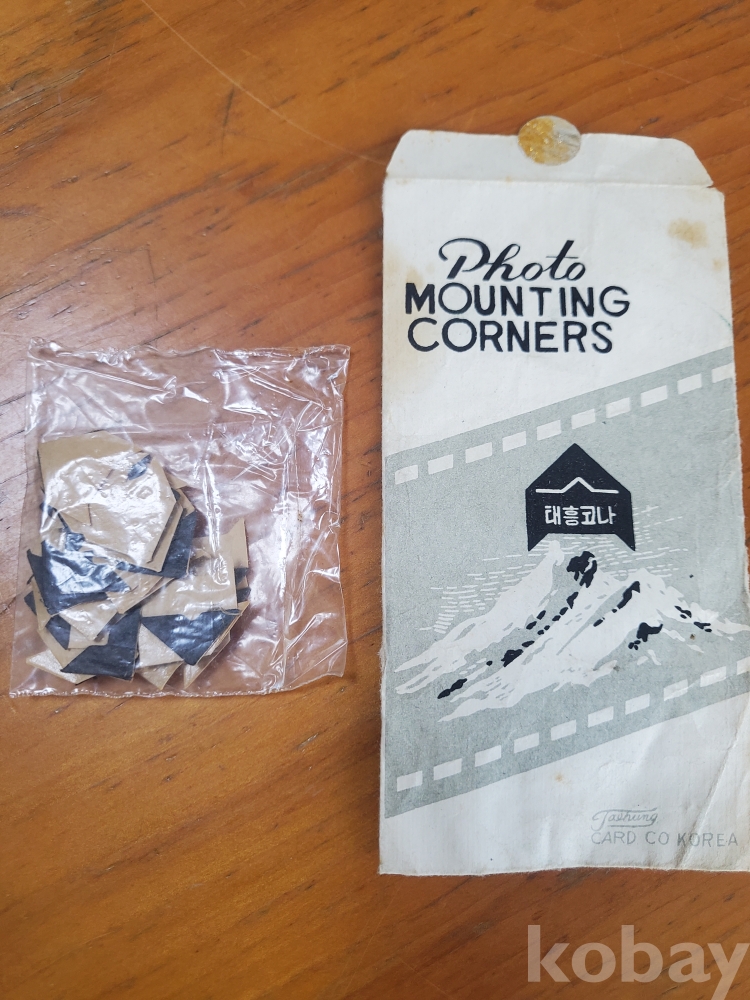 Photo
MOUNTING
CORNERS
태흥코나
Taehung
CARD CO KOREA
kobay